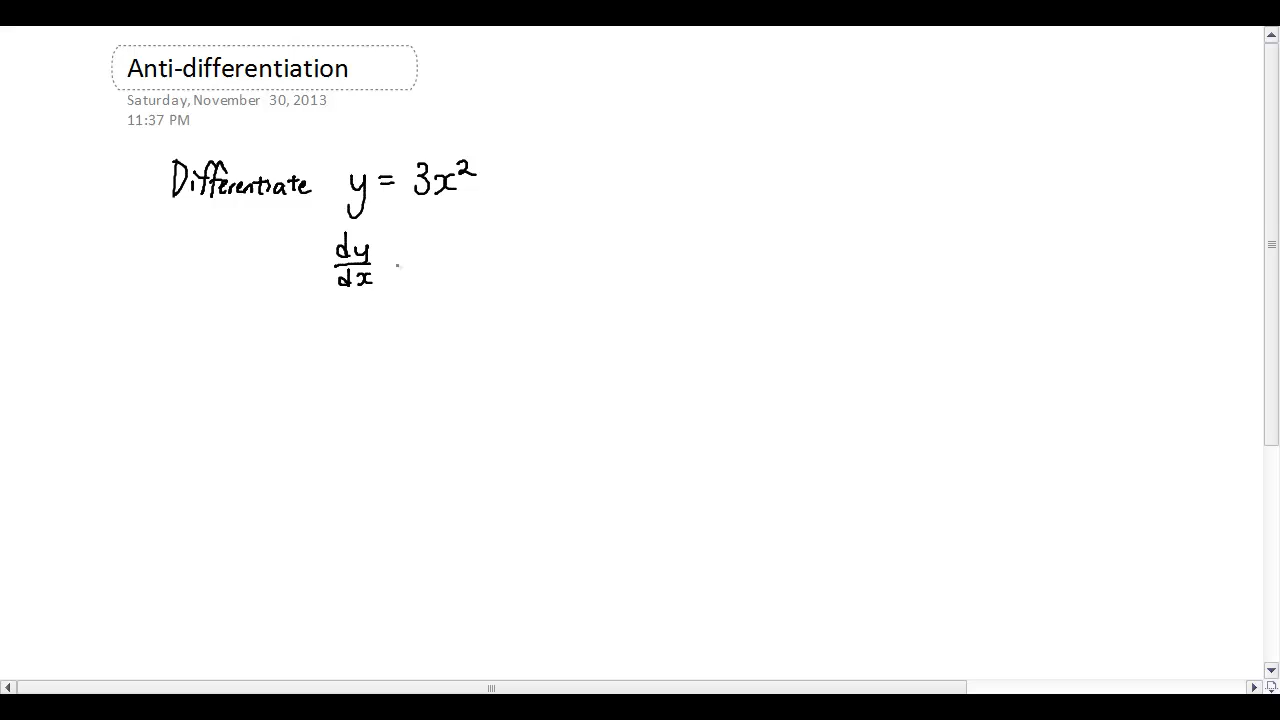 Anti-differentiation
Saturday, November 30, 2013
11:37 PM
Differentiate y = 3x²
dy
dx